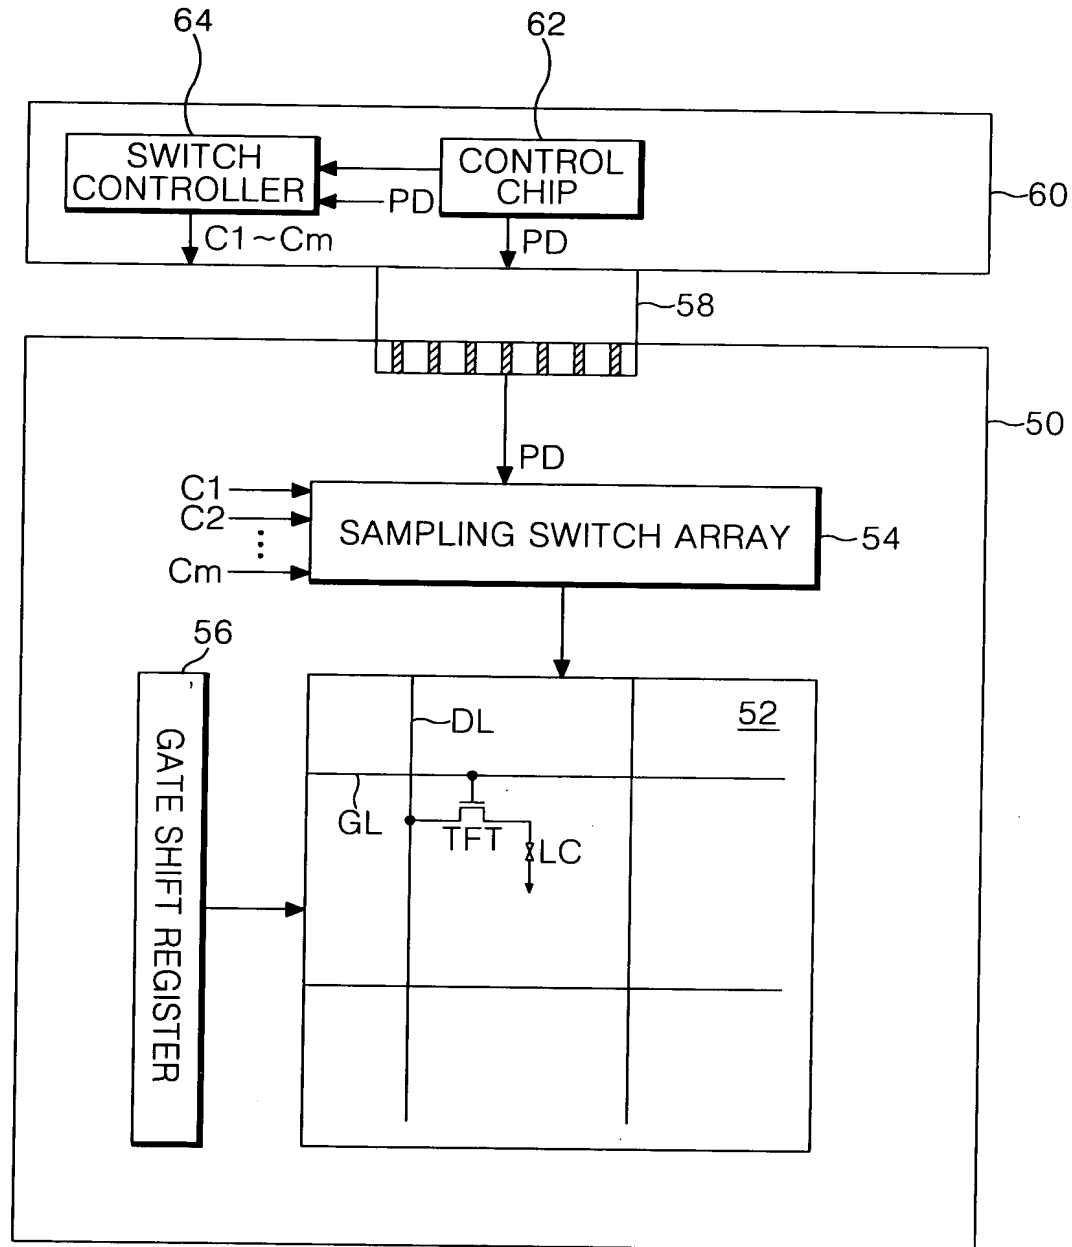 64
62
SWITCH
CONTROLLER
CONTROL
CHIP
PD
60
C1~Cm
PD
58
50
PD
C1
C2
Cm
SAMPLING SWITCH ARRAY
54
56
GATE SHIFT REGISTER
52
DL
GL
TFT
LC